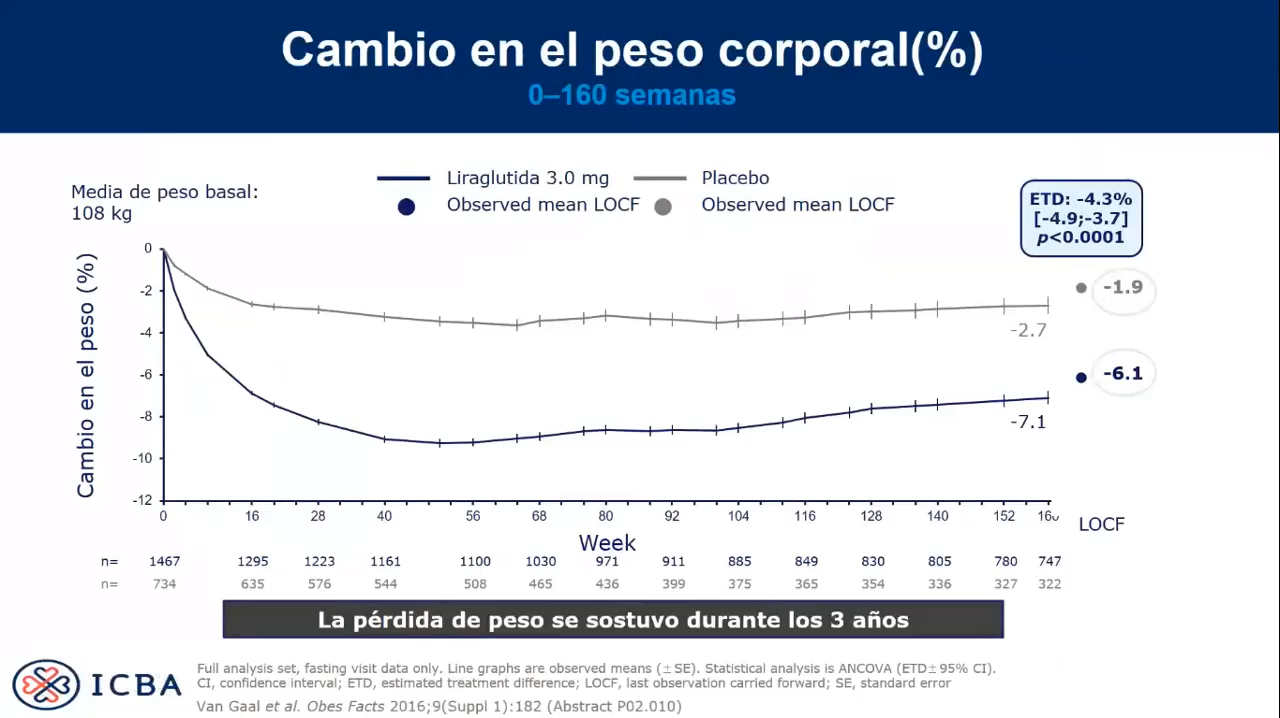 Cambio en el peso corporal(%)
0–160 semanas
Media de peso basal:
108 kg
Liraglutida 3.0 mg
Placebo
Observed mean LOCF
Observed mean LOCF
ETD: -4.3%
[-4.9;-3.7]
p<0.0001
Cambio en el peso (%)
0
-2
-4
-6
-8
-10
-12
-1.9
-2.7
-6.1
-7.1
0 16 28 40 56 68 80 92 104 116 128 140 152 160
LOCF
Week
n= 1467 1295 1223 1161 1100 1030 971 911 885 849 830 805 780 747
n= 734 635 576 544 508 465 436 399 375 365 354 336 327 322
La pérdida de peso se sostuvo durante los 3 años
ICBA
Full analysis set, fasting visit data only. Line graphs are observed means (±SE). Statistical analysis is ANCOVA (ETD±95% CI).
CI, confidence interval; ETD, estimated treatment difference; LOCF, last observation carried forward; SE, standard error
Van Gaal et al. Obes Facts 2016;9(Suppl 1):182 (Abstract P02.010)